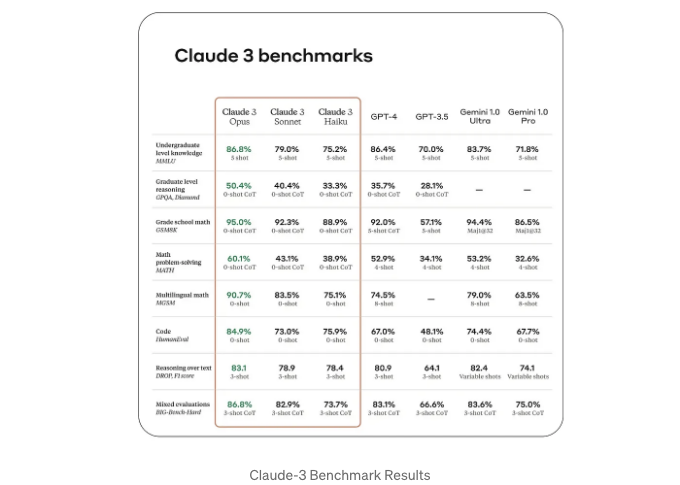 Claude 3 benchmarks
Claude 3 Claude 3 Claude 3 GPT-4 GPT-3.5 Gemini 1.0 Gemini 1.0
Opus Sonnet Haiku Ultra Pro
Undergraduate
level knowledge
MMLU
86.8% 79.0% 75.2% 86.4% 70.0% 83.7% 71.8%
5-shot 5-shot 5-shot 5-shot 5-shot 5-shot 5-shot
Graduate level
reasoning
GPQA, Diamond
50.4% 40.4% 33.3% 35.7% 28.1% — —
0-shot CoT 0-shot CoT 0-shot CoT 0-shot CoT 0-shot CoT
Grade school math
GSM8K
95.0% 92.3% 88.9% 92.0% 57.1% 94.4% 86.5%
0-shot CoT 0-shot CoT 0-shot CoT 5-shot CoT 5-shot Maj1@32 Maj1@32
Math
problem-solving
MATH
60.1% 43.1% 38.9% 52.9% 34.1% 53.2% 32.6%
0-shot CoT 0-shot CoT 0-shot CoT 4-shot 4-shot 4-shot 4-shot
Multilingual math
MGSM
90.7% 83.5% 75.1% 74.5% — 79.0% 63.5%
0-shot 0-shot 0-shot 8-shot 8-shot 8-shot
Code
HumanEval
84.9% 73.0% 75.9% 67.0% 48.1% 74.4% 67.7%
0-shot 0-shot 0-shot 0-shot 0-shot 0-shot 0-shot
Reasoning over text
DROP, F1 score
83.1 78.9 78.4 80.9 64.1 82.4 74.1
3-shot 3-shot 3-shot 3-shot 3-shot Variable shots Variable shots
Mixed evaluations
BIG-Bench-Hard
86.8% 82.9% 73.7% 83.1% 66.6% 83.6% 75.0%
3-shot CoT 3-shot CoT 3-shot CoT 3-shot CoT 3-shot CoT 3-shot CoT 3-shot CoT
Claude-3 Benchmark Results